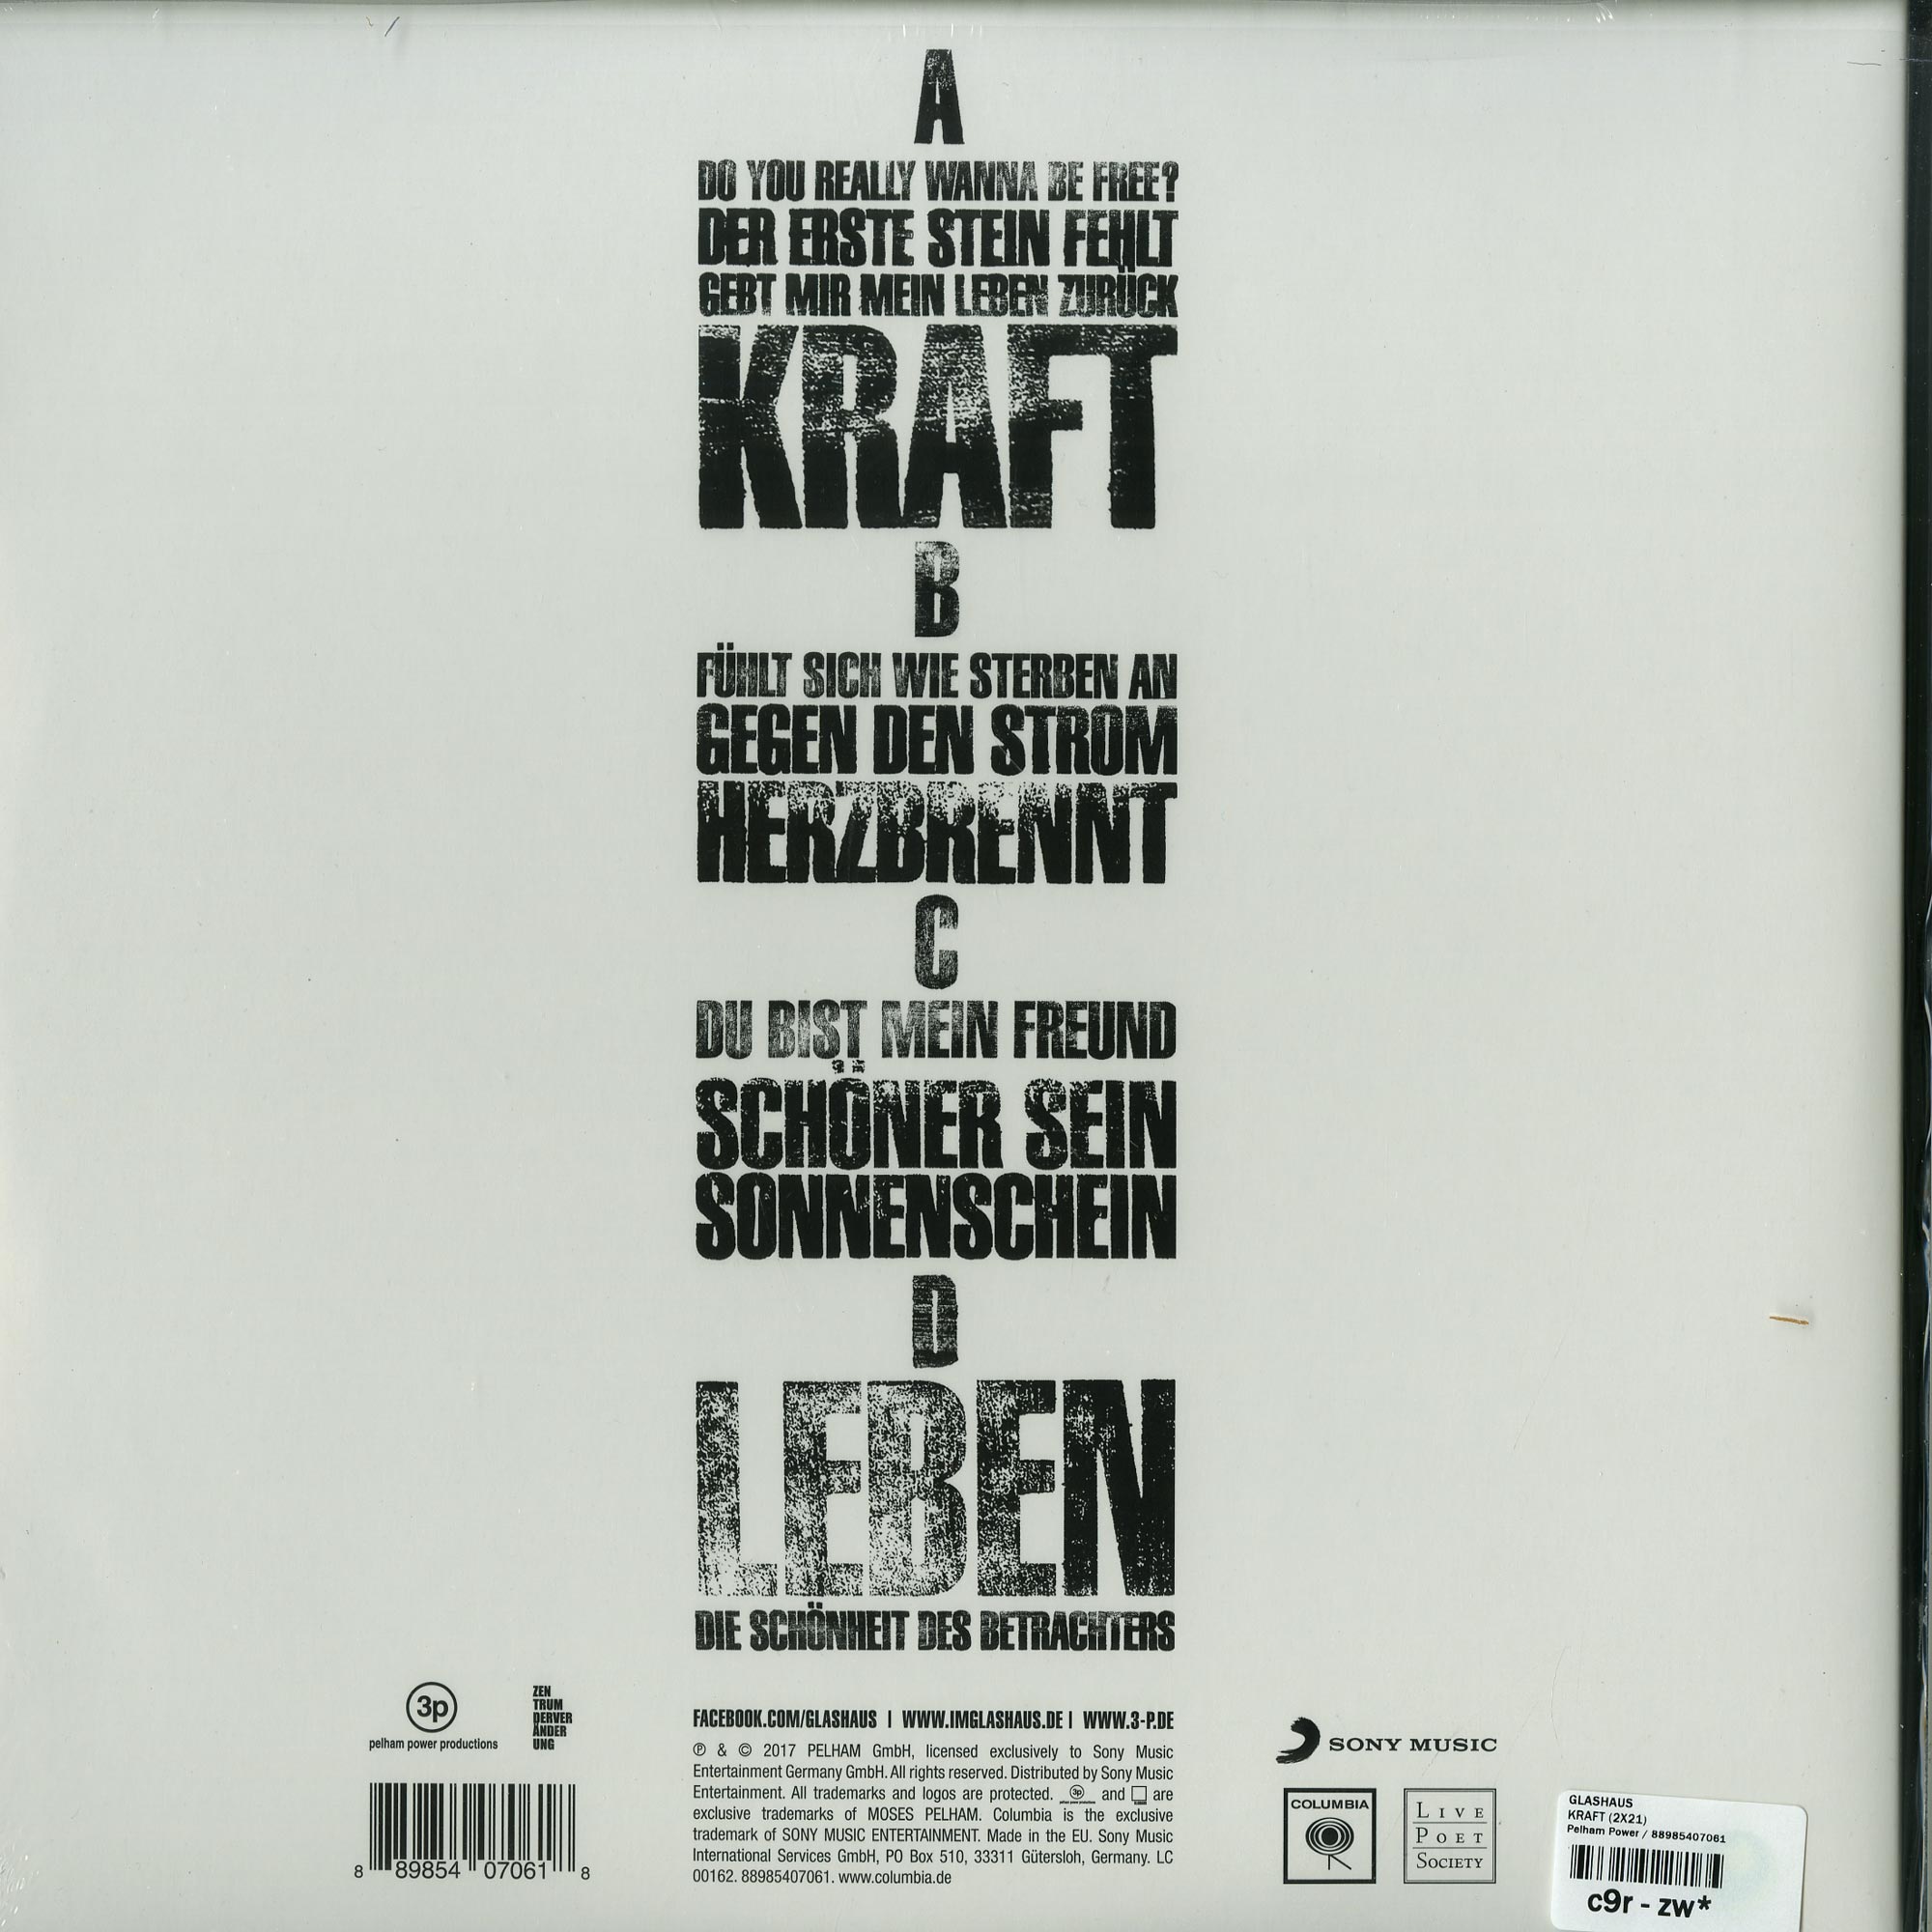 A
DO YOU REALLY WANNA BE FREE?
DER ERSTE STEIN FEHLT
GEBT MIR MEIN LEBEN ZURÜCK
KRAFT
B
FÜHLT SICH WIE STERBEN AN
GEGEN DEN STROM
HERZBRENNT
C
DU BIST MEIN FREUND
SCHÖNER SEIN
SONNENSCHEIN
D
LEBEN
DIE SCHÖNHEIT DES BETRACHTERS
3p
pelham power productions
ZEN
TRUM
DERVER
ÄNDER
UNG
8 89854 07061 8
FACEBOOK.COM/GLASHAUS | WWW.IMGLASHAUS.DE | WWW.3-P.DE
℗ & © 2017 PELHAM GmbH, licensed exclusively to Sony Music
Entertainment Germany GmbH. All rights reserved. Distributed by Sony Music
Entertainment. All trademarks and logos are protected. 3p and are
exclusive trademarks of MOSES PELHAM. Columbia is the exclusive
trademark of SONY MUSIC ENTERTAINMENT. Made in the EU. Sony Music
International Services GmbH, PO Box 510, 33311 Gütersloh, Germany. LC
00162. 88985407061. www.columbia.de
SONY MUSIC
COLUMBIA
LIVE
POET
SOCIETY
GLASHAUS
KRAFT (2X21)
Pelham Power / 88985407061
c9r - zw*